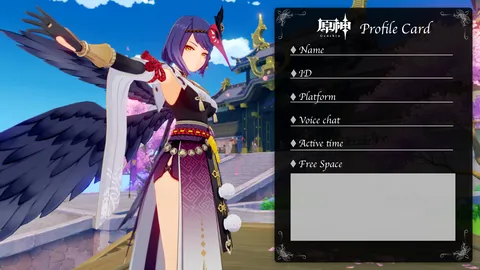 原神
GENSHIN
Profile Card
Name
ID
Platform
Voice chat
Active time
Free Space